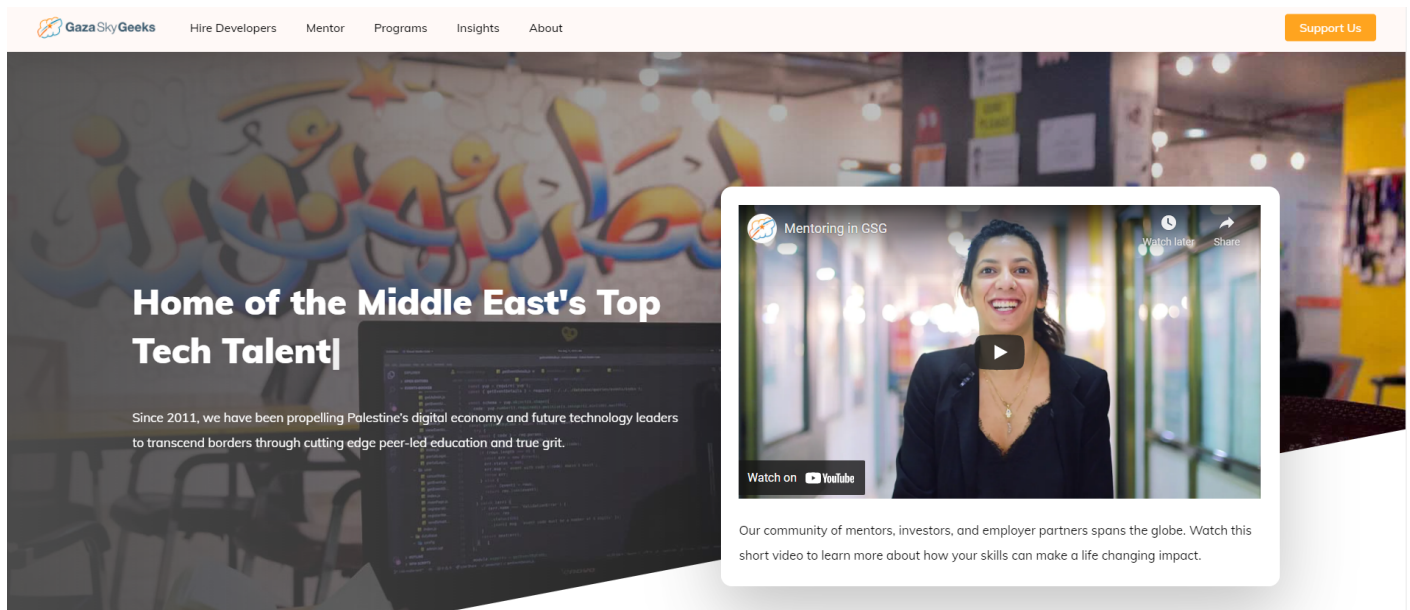 Gaza Sky Geeks
Hire Developers
Mentor
Programs
Insights
About
Support Us
Home of the Middle East's Top
Tech Talent|
Since 2011, we have been propelling Palestine's digital economy and future technology leaders
to transcend borders through cutting edge peer-led education and true grit.
Mentoring in GSG
Watch later
Share
Watch on YouTube
Our community of mentors, investors, and employer partners spans the globe. Watch this
short video to learn more about how your skills can make a life changing impact.